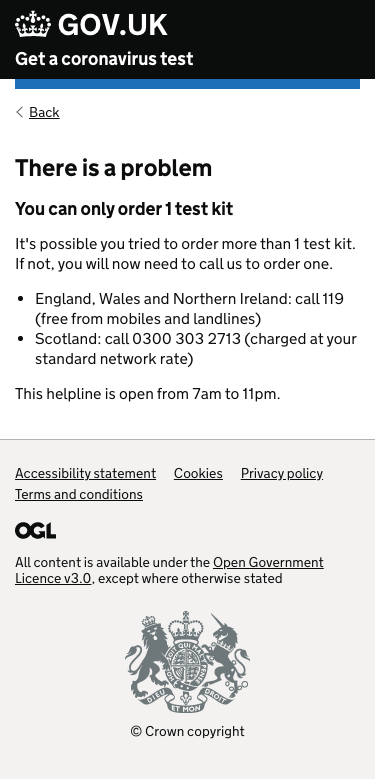 GOV.UK
Get a coronavirus test
Back
There is a problem
You can only order 1 test kit
It's possible you tried to order more than 1 test kit.
If not, you will now need to call us to order one.
• England, Wales and Northern Ireland: call 119
(free from mobiles and landlines)
• Scotland: call 0300 303 2713 (charged at your
standard network rate)
This helpline is open from 7am to 11pm.
Accessibility statement Cookies Privacy policy
Terms and conditions
OGL
All content is available under the Open Government
Licence v3.0, except where otherwise stated
DIEU ET MON DROIT
© Crown copyright